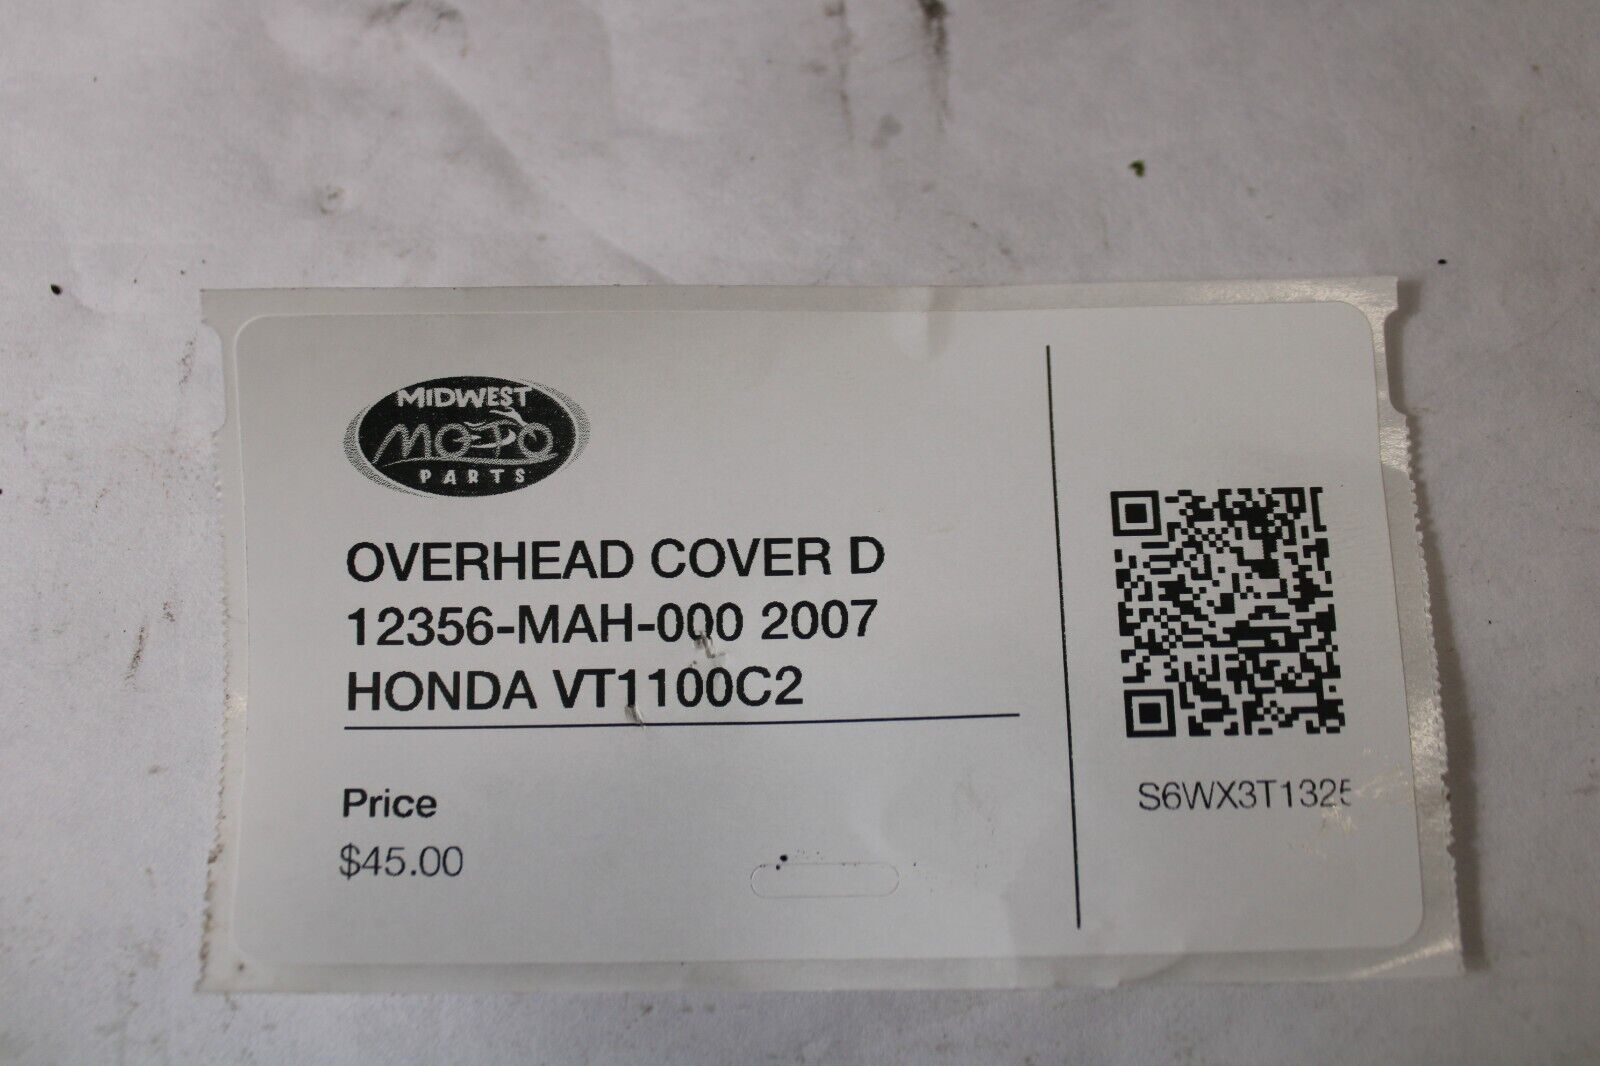 MIDWEST
MOTO
PARTS
OVERHEAD COVER D
12356-MAH-000 2007
HONDA VT1100C2
Price
$45.00
S6WX3T1325